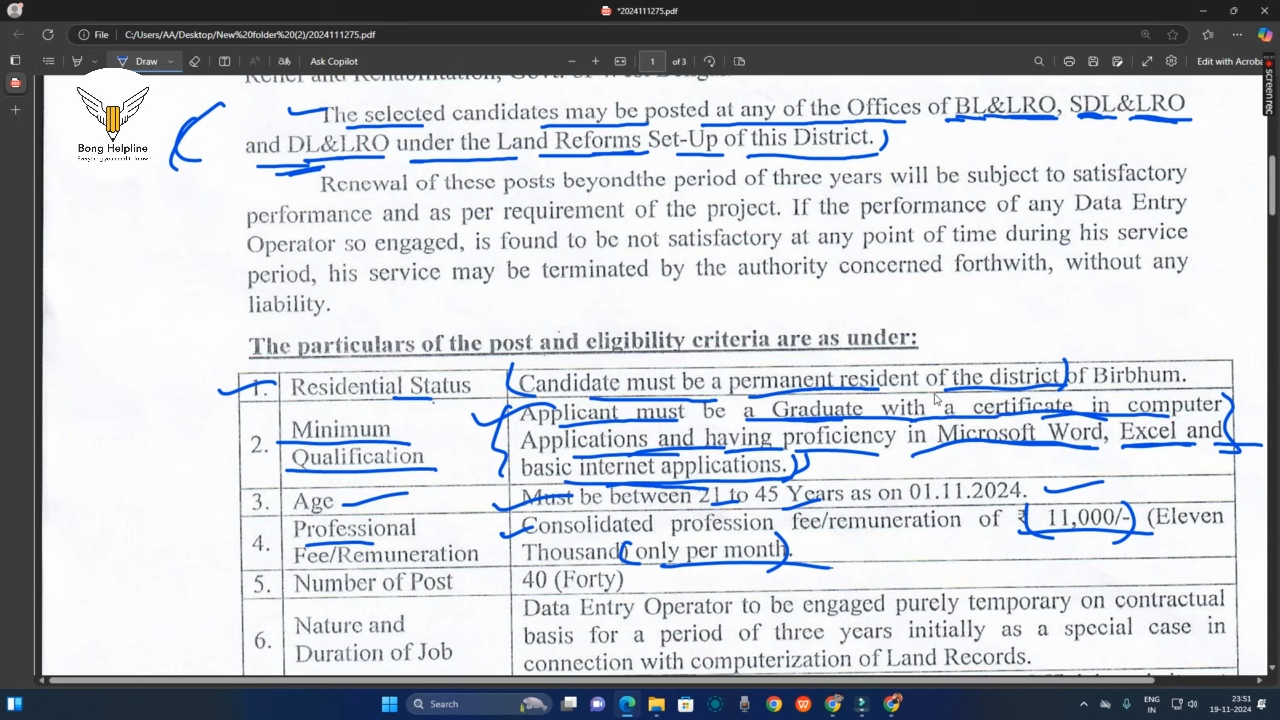 *2024111275.pdf
File
C:/Users/AA/Desktop/New%20folder%20(2)/2024111275.pdf
Draw
Ask Copilot
1 of 3
Edit with Acrobat
screenrec
Bong Helpline
Relief and Rehabilitation, Govt. of West Bengal
The selected candidates may be posted at any of the Offices of BL&LRO, SDL&LRO
and DL&LRO under the Land Reforms Set-Up of this District.
Renewal of these posts beyondthe period of three years will be subject to satisfactory
performance and as per requirement of the project. If the performance of any Data Entry
Operator so engaged, is found to be not satisfactory at any point of time during his service
period, his service may be terminated by the authority concerned forthwith, without any
liability.
The particulars of the post and eligibility criteria are as under:
1. Residential Status Candidate must be a permanent resident of the district of Birbhum.
2. Minimum Qualification Applicant must be a Graduate with a certificate in computer
Applications and having proficiency in Microsoft Word, Excel and
basic internet applications.
3. Age Must be between 21 to 45 Years as on 01.11.2024.
4. Professional Fee/Remuneration Consolidated profession fee/remuneration of ₹ 11,000/- (Eleven
Thousand only per month.
5. Number of Post 40 (Forty)
6. Nature and Duration of Job Data Entry Operator to be engaged purely temporary on contractual
basis for a period of three years initially as a special case in
connection with computerization of Land Records.
Search
ENG
IN
23:51
19-11-2024